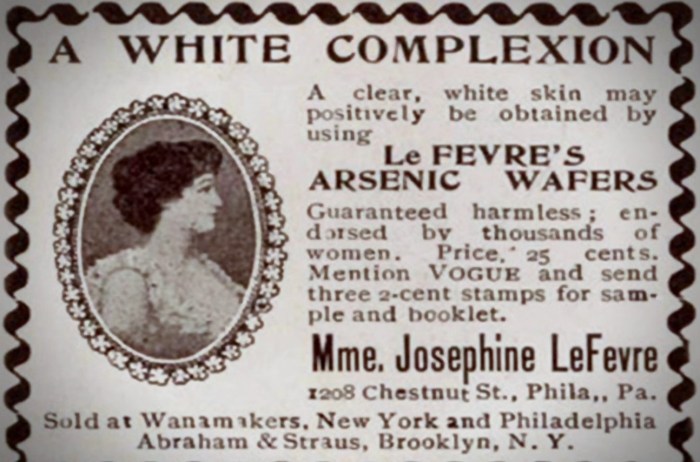 A WHITE COMPLEXION
A clear, white skin may
positively be obtained by
using
Le FEVRE'S
ARSENIC WAFERS
Guaranteed harmless; en-
dorsed by thousands of
women. Price, 25 cents.
Mention VOGUE and send
three 2-cent stamps for sam-
ple and booklet.
Mme. Josephine LeFevre
1208 Chestnut St., Phila,, Pa.
Sold at Wanamakers, New York and Philadelphia
Abraham & Straus, Brooklyn, N. Y.